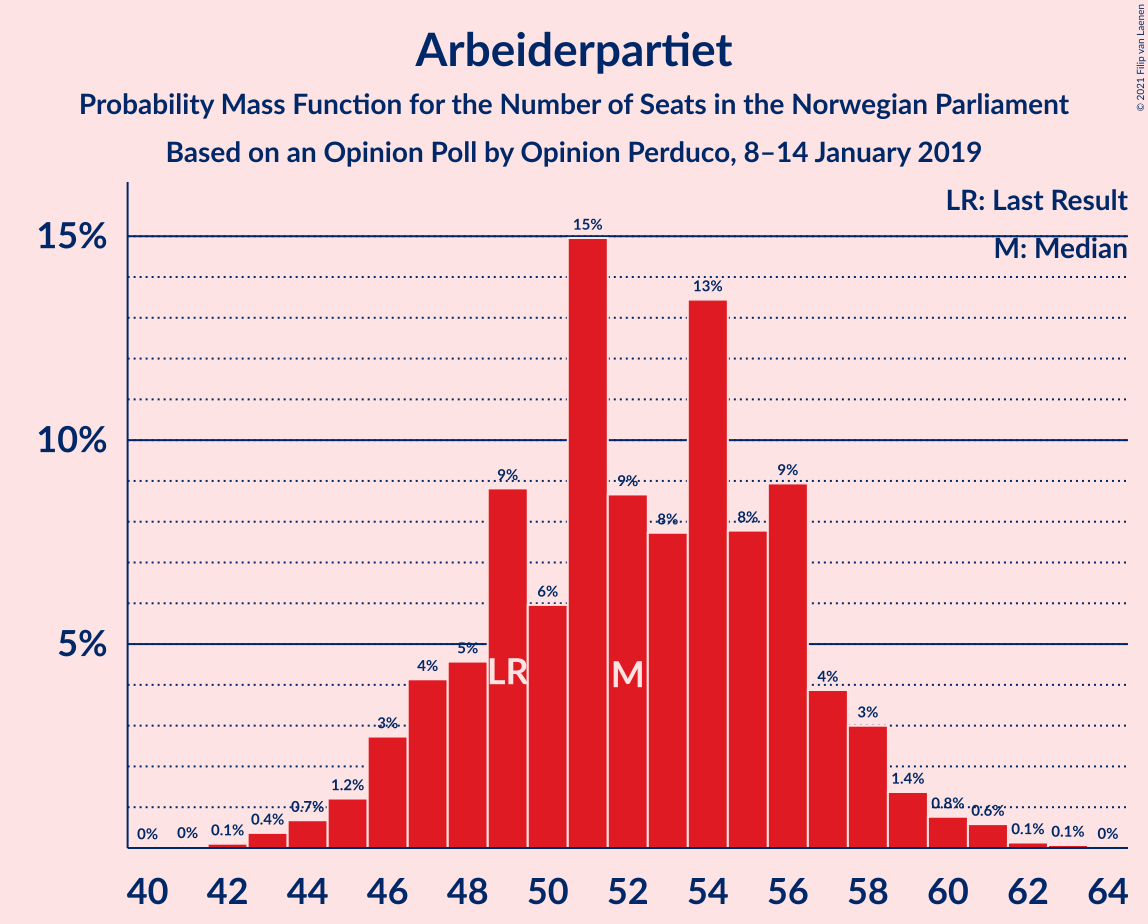 Arbeiderpartiet
Probability Mass Function for the Number of Seats in the Norwegian Parliament
Based on an Opinion Poll by Opinion Perduco, 8–14 January 2019
© 2021 Filip van Laenen
LR: Last Result
M: Median
15%
10%
5%
0% 0% 0.1% 0.4% 0.7% 1.2% 3% 4% 5% 9% 6% 15% 9% 8% 13% 8% 9% 4% 3% 1.4% 0.8% 0.6% 0.1% 0.1% 0%
LR M
40 42 44 46 48 50 52 54 56 58 60 62 64